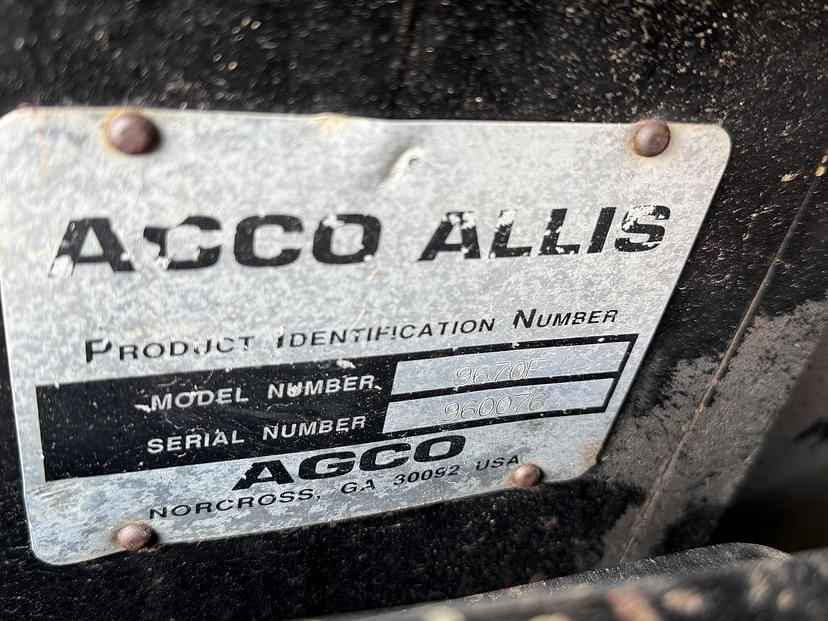 AGCO ALLIS
PRODUCT IDENTIFICATION NUMBER
MODEL NUMBER 9670F
SERIAL NUMBER 960076
AGCO
NORCROSS, GA 30092 USA